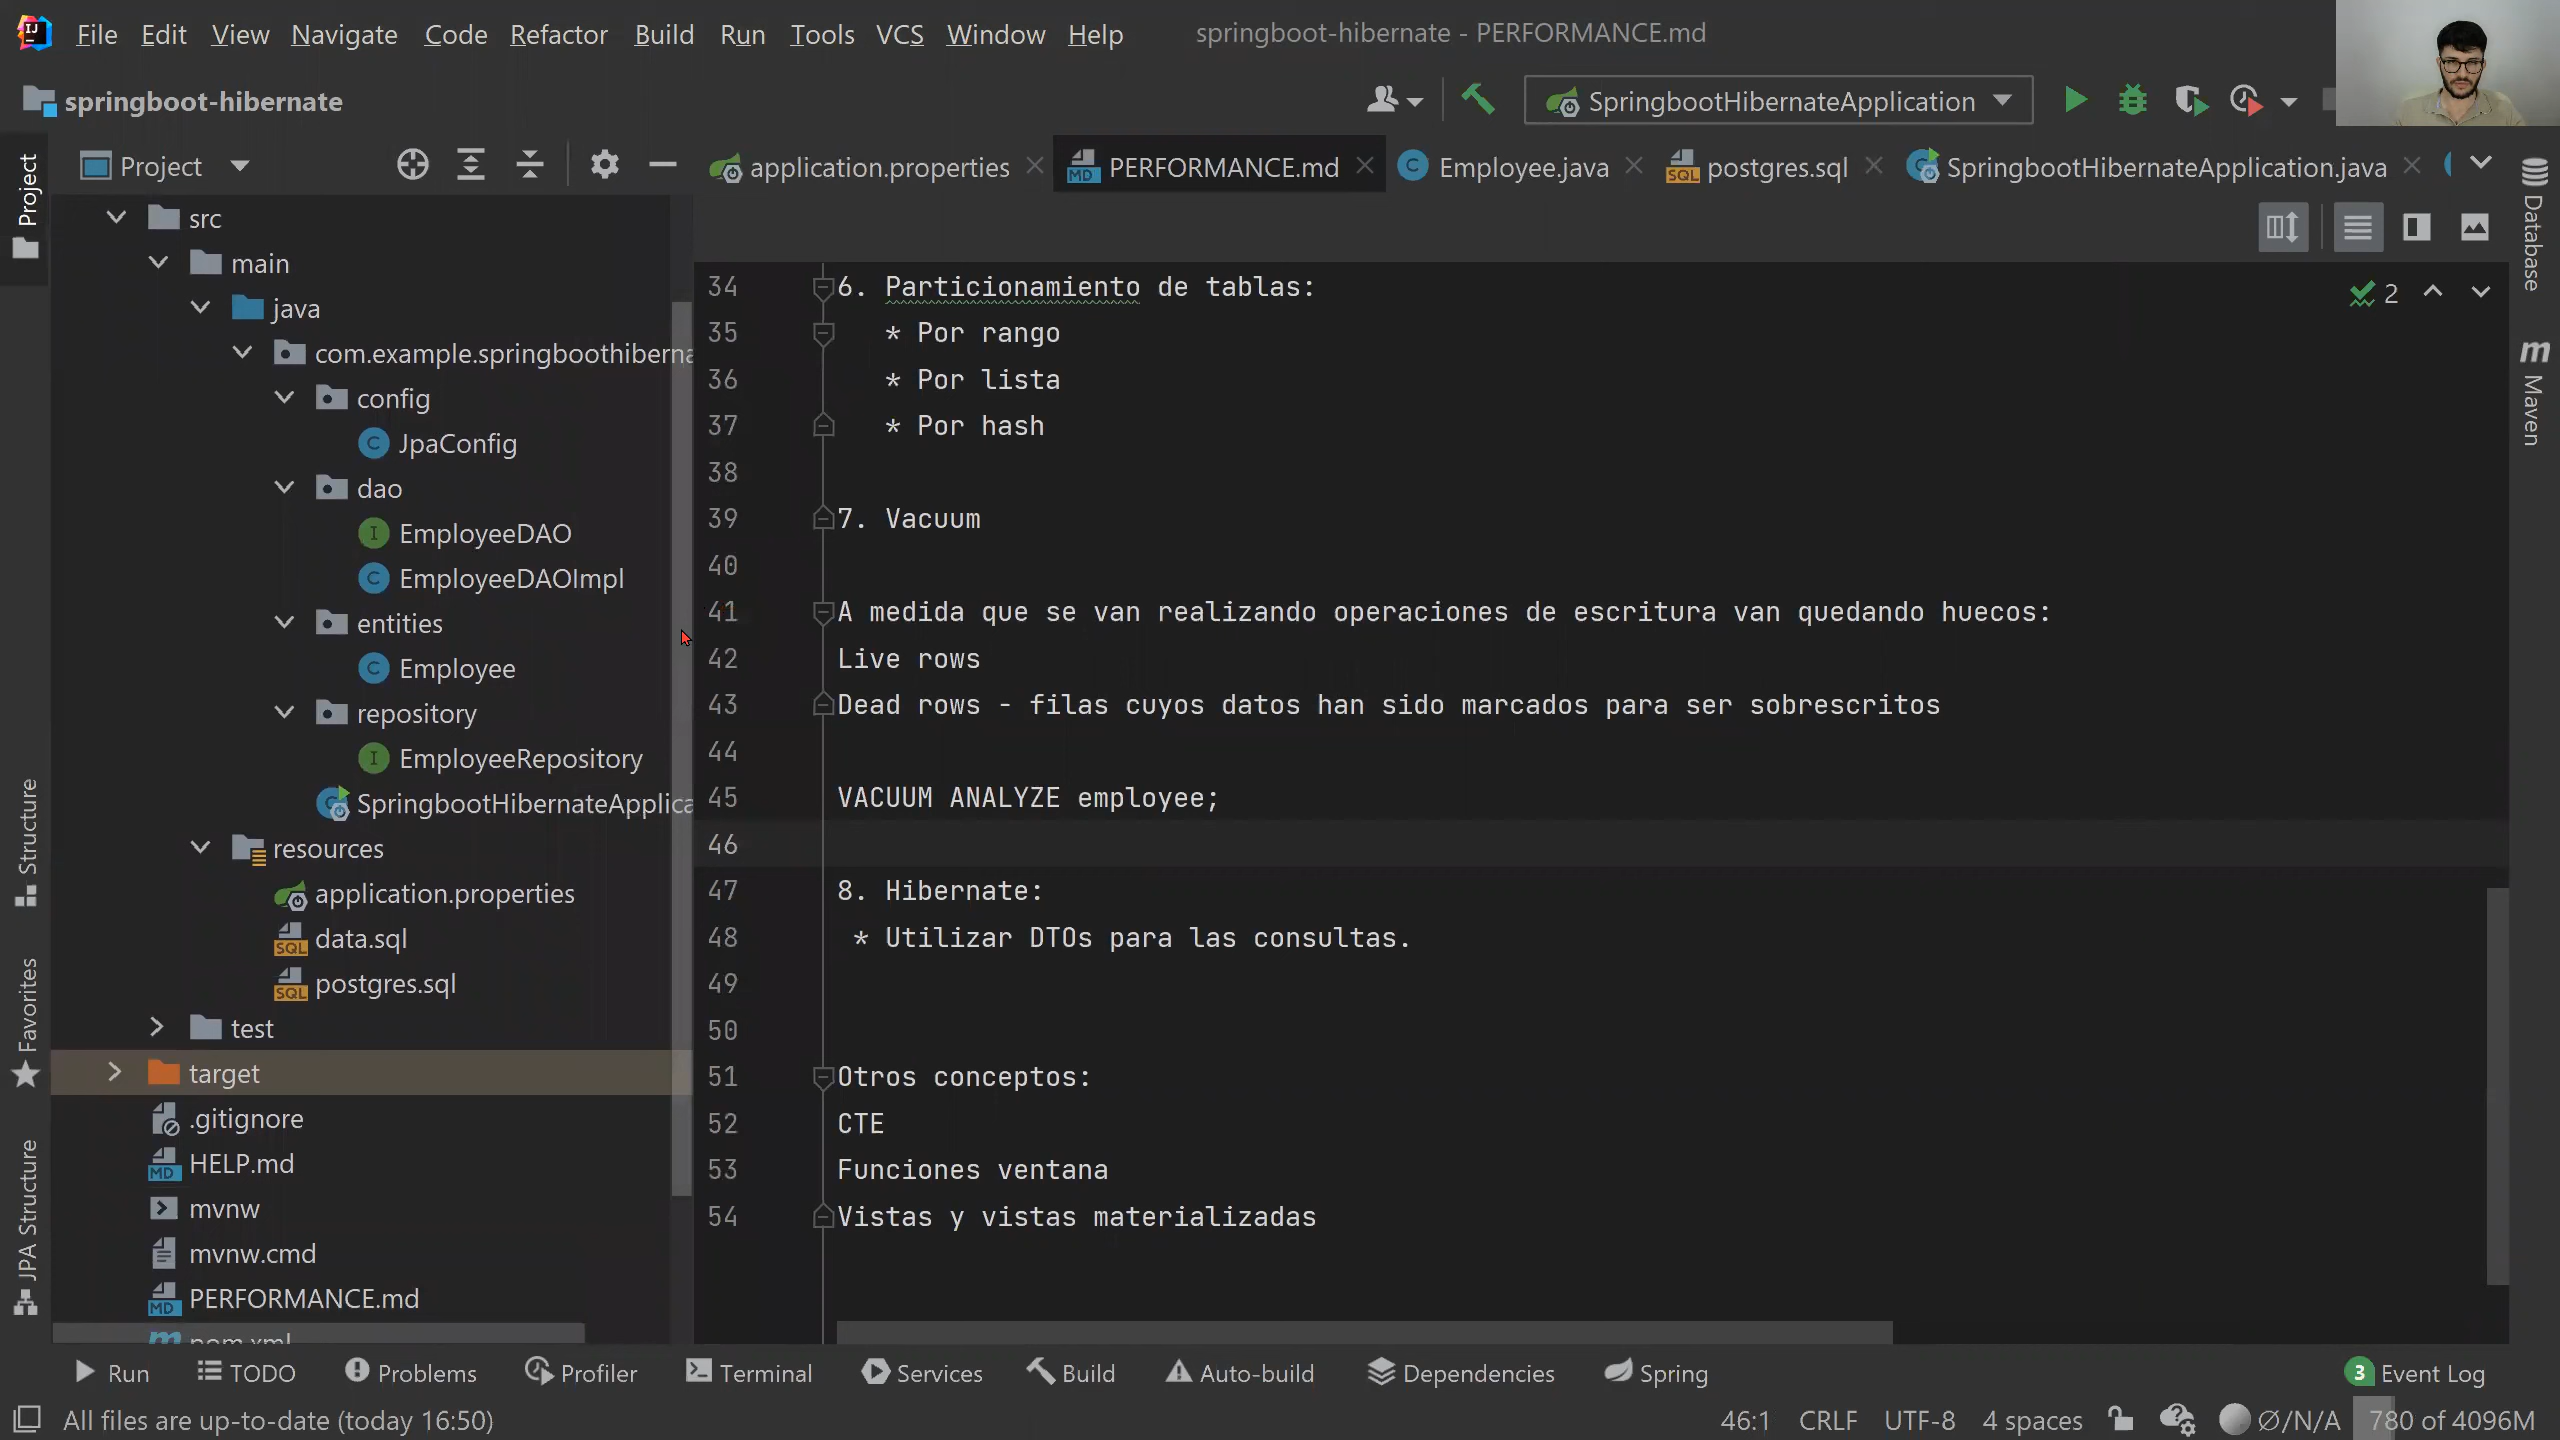 File Edit View Navigate Code Refactor Build Run Tools VCS Window Help springboot-hibernate - PERFORMANCE.md
springboot-hibernate SpringbootHibernateApplication
Project application.properties PERFORMANCE.md Employee.java postgres.sql SpringbootHibernateApplication.java
Project
Structure
Favorites
JPA Structure
src
main
java
com.example.springboothiberna
config
JpaConfig
dao
EmployeeDAO
EmployeeDAOImpl
entities
Employee
repository
EmployeeRepository
SpringbootHibernateApplica
resources
application.properties
data.sql
postgres.sql
test
target
.gitignore
HELP.md
mvnw
mvnw.cmd
PERFORMANCE.md
pom.xml
34 6. Particionamiento de tablas:
35 * Por rango
36 * Por lista
37 * Por hash
38
39 7. Vacuum
40
41 A medida que se van realizando operaciones de escritura van quedando huecos:
42 Live rows
43 Dead rows - filas cuyos datos han sido marcados para ser sobrescritos
44
45 VACUUM ANALYZE employee;
46
47 8. Hibernate:
48 * Utilizar DTOs para las consultas.
49
50
51 Otros conceptos:
52 CTE
53 Funciones ventana
54 Vistas y vistas materializadas
2
Database
Maven
Run TODO Problems Profiler Terminal Services Build Auto-build Dependencies Spring 3 Event Log
All files are up-to-date (today 16:50) 46:1 CRLF UTF-8 4 spaces Ø/N/A 780 of 4096M